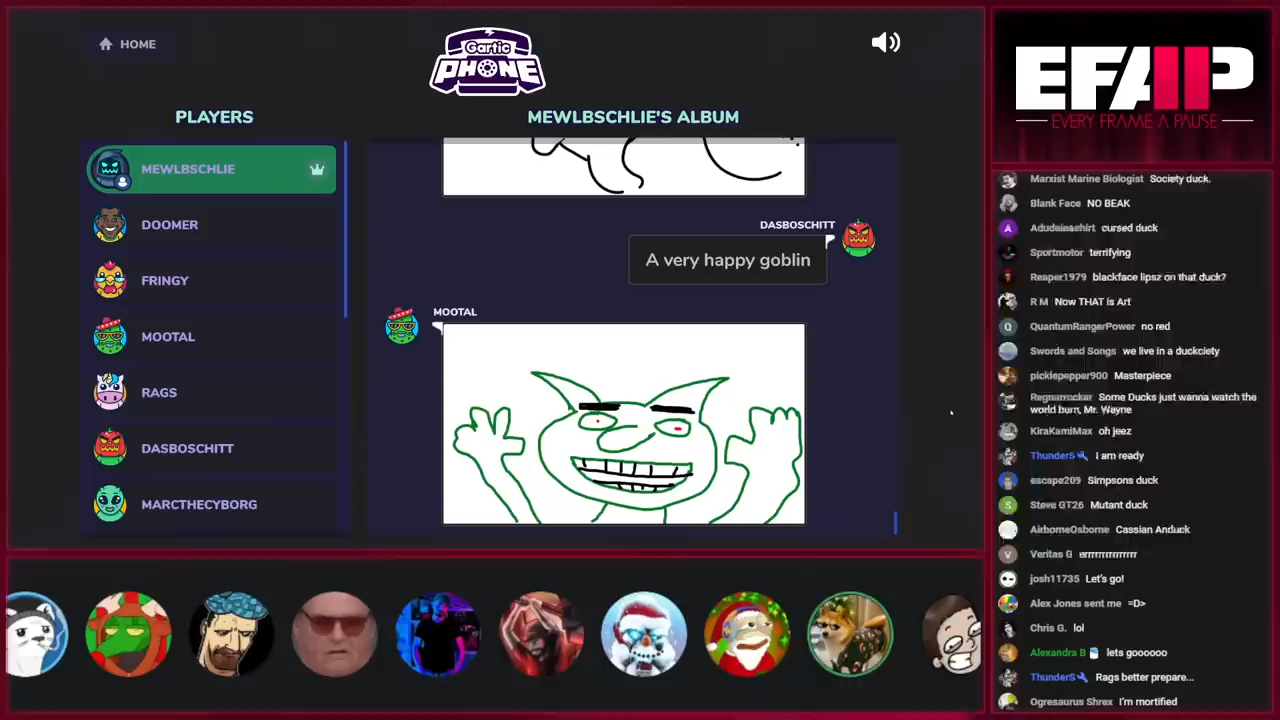 HOME
Gartic
PHONE
PLAYERS
MEWLBSCHLIE
DOOMER
FRINGY
MOOTAL
RAGS
DASBOSCHITT
MARCTHECYBORG
MEWLBSCHLIE'S ALBUM
DASBOSCHITT
A very happy goblin
MOOTAL
EFAP
EVERY FRAME A PAUSE
Marxist Marine Biologist Society duck.
Blank Face NO BEAK
A Adudeinashirt cursed duck
Sportmotor terrifying
Reaper1979 blackface lipsz on that duck?
R M Now THAT is Art
Q QuantumRangerPower no red
Swords and Songs we live in a duckciety
picklepepper900 Masterpiece
Regnarrocker Some Ducks just wanna watch the
world burn, Mr. Wayne
KiraKamiMax oh jeez
ThunderS I am ready
escape209 Simpsons duck
S Steve GT26 Mutant duck
AirborneOsborne Cassian Anduck
V Veritas G errrrrrrrrrrrrr
josh11735 Let's go!
Alex Jones sent me =D>
Chris G. lol
Alexandra B lets goooooo
ThunderS Rags better prepare...
Ogresaurus Shrex I'm mortified